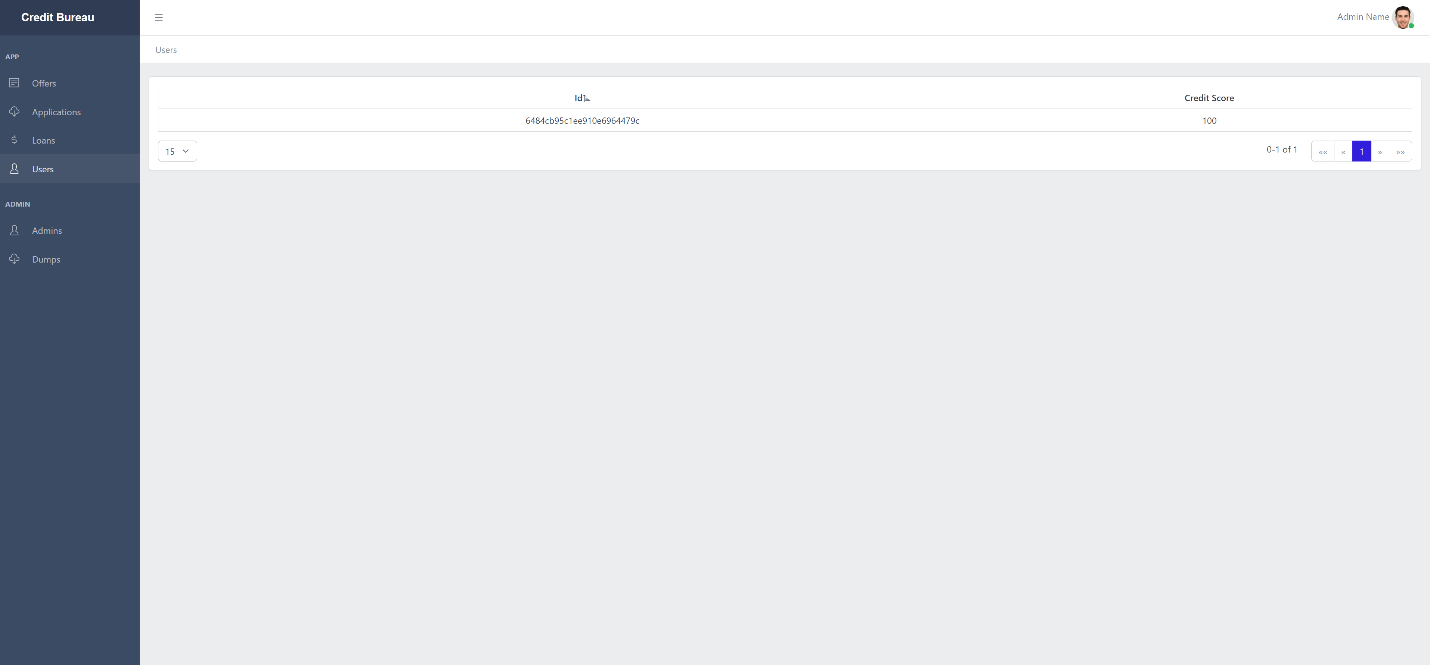 Credit Bureau
☰
Admin Name
APP
Offers
Applications
Loans
Users
ADMIN
Admins
Dumps
Users
Id Credit Score
6484cb95c1ee910e6964479c 100
15
0-1 of 1 «« « 1 » »»